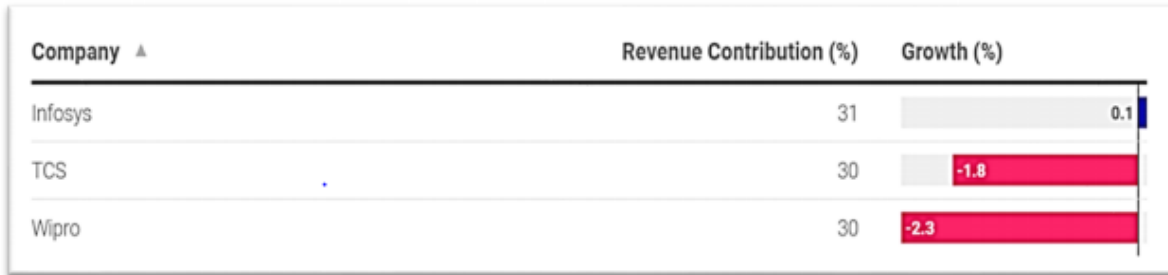 Company ▲ Revenue Contribution (%) Growth (%)
Infosys 31 0.1
TCS 30 -1.8
Wipro 30 -2.3